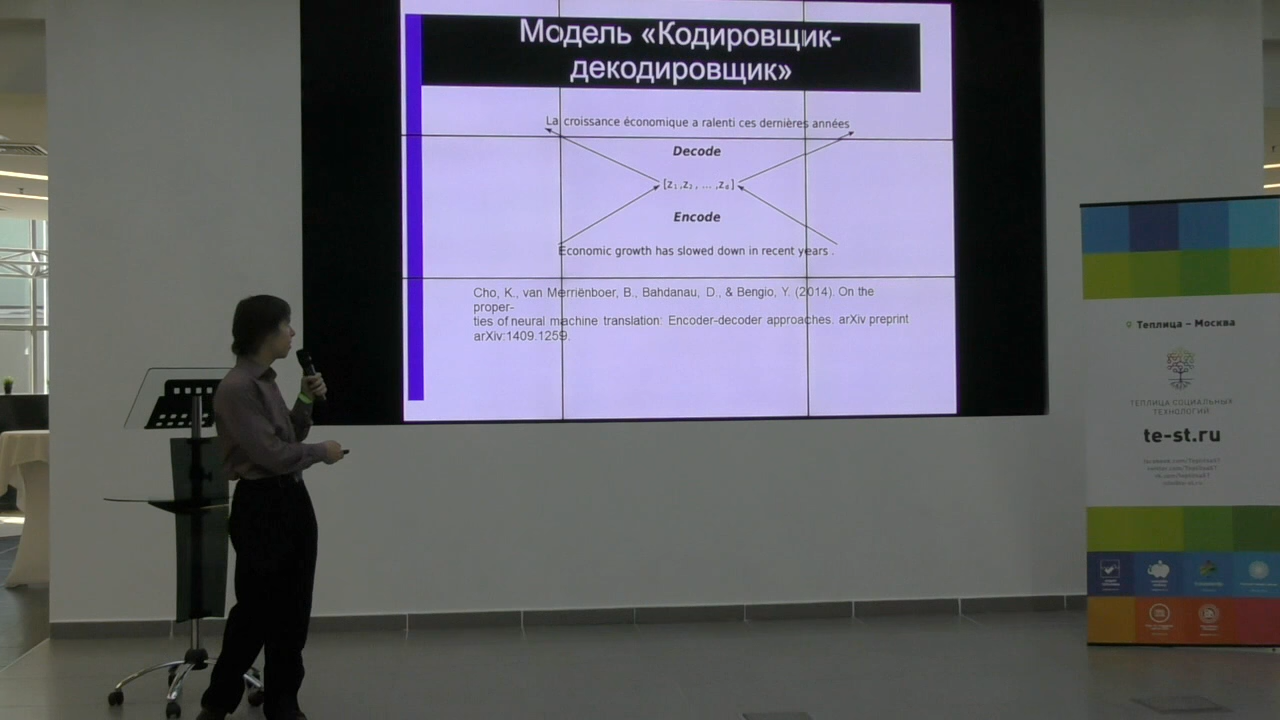 Модель «Кодировщик-
декодировщик»
La croissance économique a ralenti ces dernières années
Decode
[z₁,z₂, ... ,z_d]
Encode
Economic growth has slowed down in recent years .
Cho, K., van Merriënboer, B., Bahdanau, D., & Bengio, Y. (2014). On the
proper-
ties of neural machine translation: Encoder-decoder approaches. arXiv preprint
arXiv:1409.1259.
Теплица – Москва
ТЕПЛИЦА СОЦИАЛЬНЫХ
ТЕХНОЛОГИЙ
te-st.ru